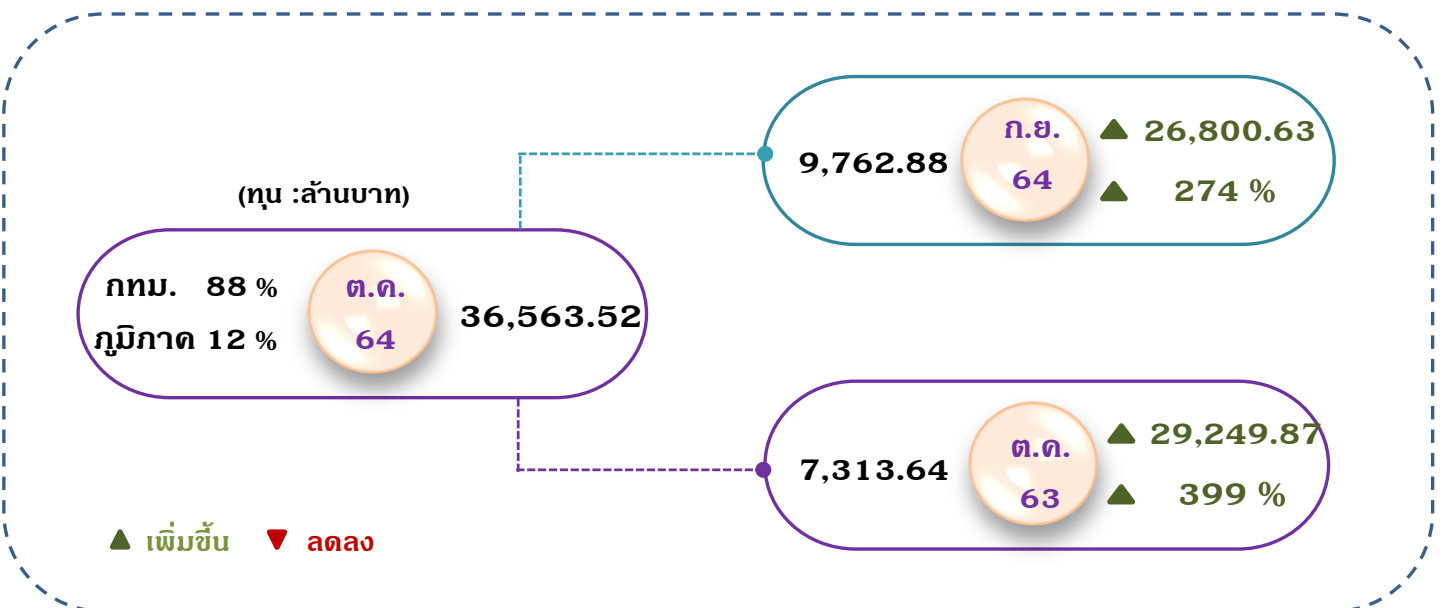 (ทุน :ล้านบาท)
กทม. 88 %
ภูมิภาค 12 %
ต.ค.
64
36,563.52
9,762.88
ก.ย.
64
26,800.63
274 %
7,313.64
ต.ค.
63
29,249.87
399 %
เพิ่มขึ้น ลดลง